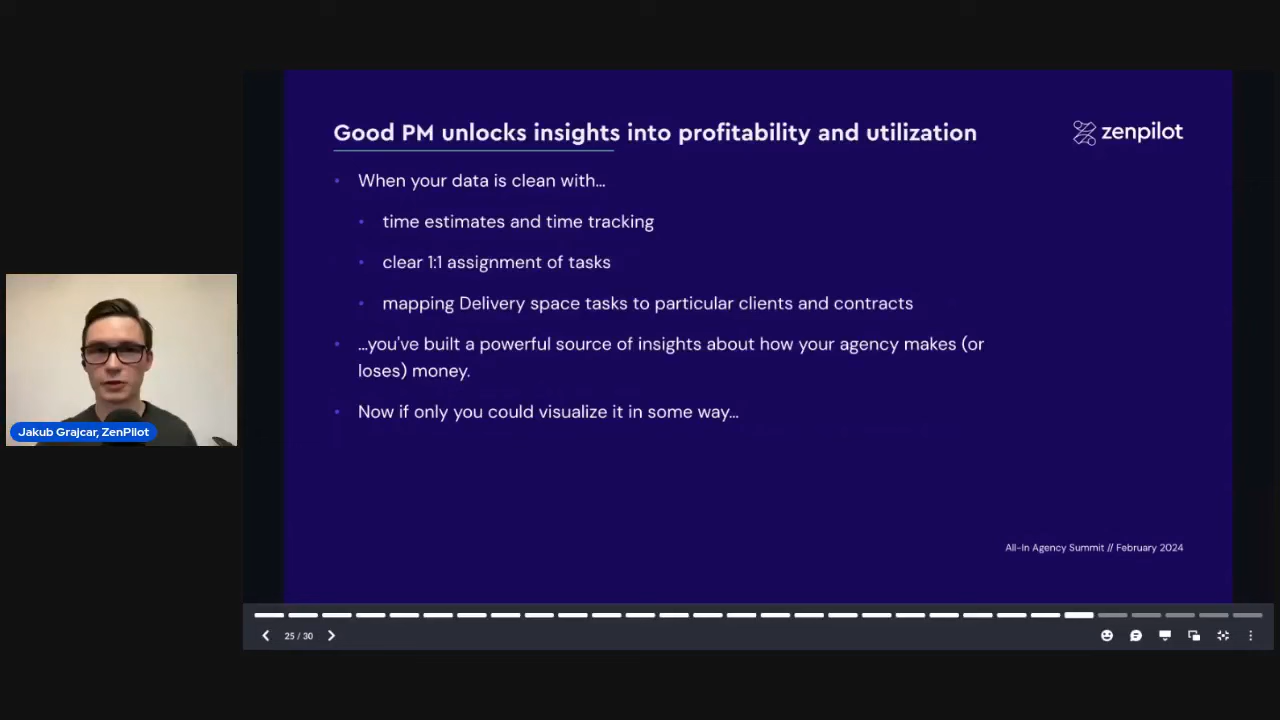 Good PM unlocks insights into profitability and utilization
zenpilot
When your data is clean with...
time estimates and time tracking
clear 1:1 assignment of tasks
mapping Delivery space tasks to particular clients and contracts
...you've built a powerful source of insights about how your agency makes (or
loses) money.
Now if only you could visualize it in some way...
Jakub Grajcar, ZenPilot
All-In Agency Summit // February 2024
25 / 30